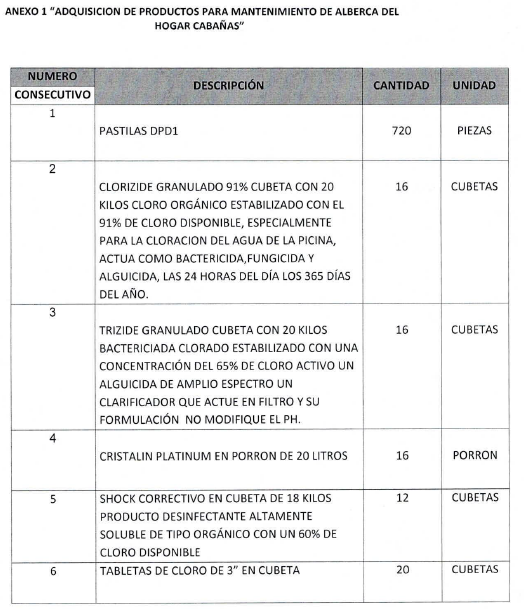 ANEXO 1 "ADQUISICION DE PRODUCTOS PARA MANTENIMIENTO DE ALBERCA DEL
HOGAR CABAÑAS"
NUMERO
CONSECUTIVO
DESCRIPCIÓN
CANTIDAD
UNIDAD
1
PASTILAS DPD1
720
PIEZAS
2
CLORIZIDE GRANULADO 91% CUBETA CON 20
KILOS CLORO ORGÁNICO ESTABILIZADO CON EL
91% DE CLORO DISPONIBLE, ESPECIALMENTE
PARA LA CLORACION DEL AGUA DE LA PICINA,
ACTUA COMO BACTERICIDA,FUNGICIDA Y
ALGUICIDA, LAS 24 HORAS DEL DÍA LOS 365 DÍAS
DEL AÑO.
16
CUBETAS
3
TRIZIDE GRANULADO CUBETA CON 20 KILOS
BACTERICIADA CLORADO ESTABILIZADO CON UNA
CONCENTRACIÓN DEL 65% DE CLORO ACTIVO UN
ALGUICIDA DE AMPLIO ESPECTRO UN
CLARIFICADOR QUE ACTUE EN FILTRO Y SU
FORMULACIÓN NO MODIFIQUE EL PH.
16
CUBETAS
4
CRISTALIN PLATINUM EN PORRON DE 20 LITROS
16
PORRON
5
SHOCK CORRECTIVO EN CUBETA DE 18 KILOS
PRODUCTO DESINFECTANTE ALTAMENTE
SOLUBLE DE TIPO ORGÁNICO CON UN 60% DE
CLORO DISPONIBLE
12
CUBETAS
6
TABLETAS DE CLORO DE 3" EN CUBETA
20
CUBETAS